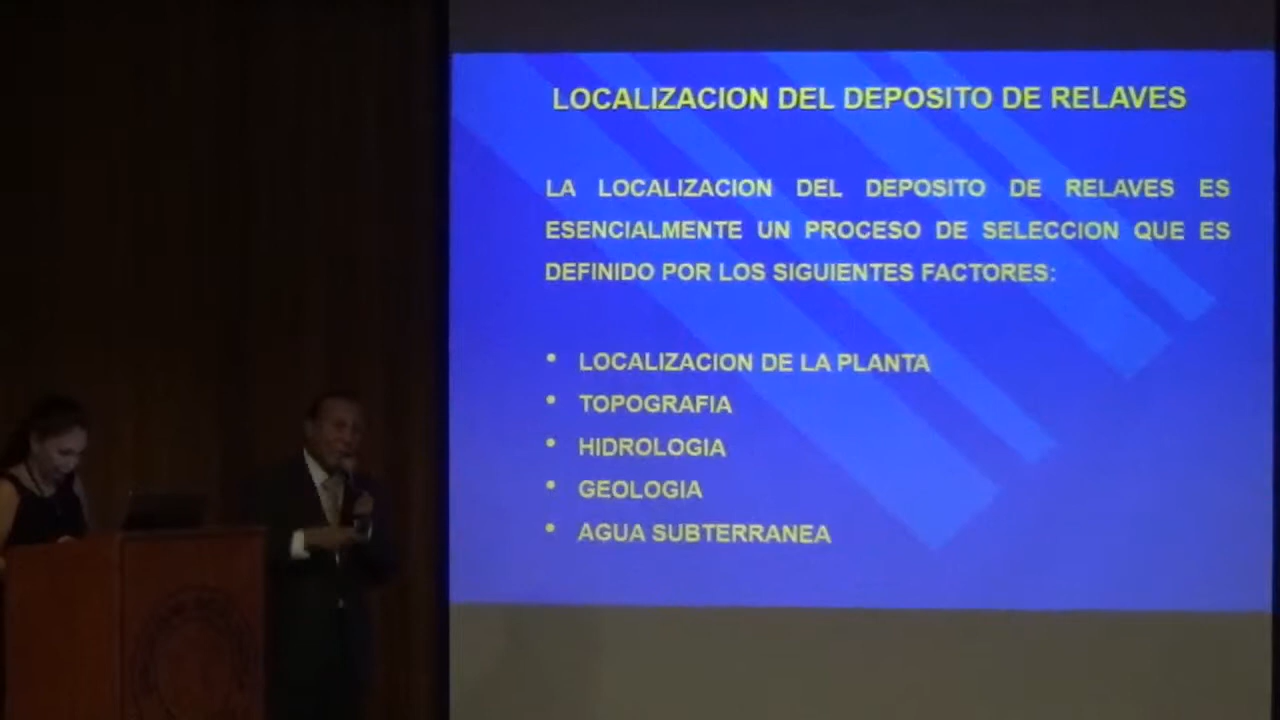 LOCALIZACION DEL DEPOSITO DE RELAVES
LA LOCALIZACION DEL DEPOSITO DE RELAVES ES
ESENCIALMENTE UN PROCESO DE SELECCION QUE ES
DEFINIDO POR LOS SIGUIENTES FACTORES:
• LOCALIZACION DE LA PLANTA
• TOPOGRAFIA
• HIDROLOGIA
• GEOLOGIA
• AGUA SUBTERRANEA